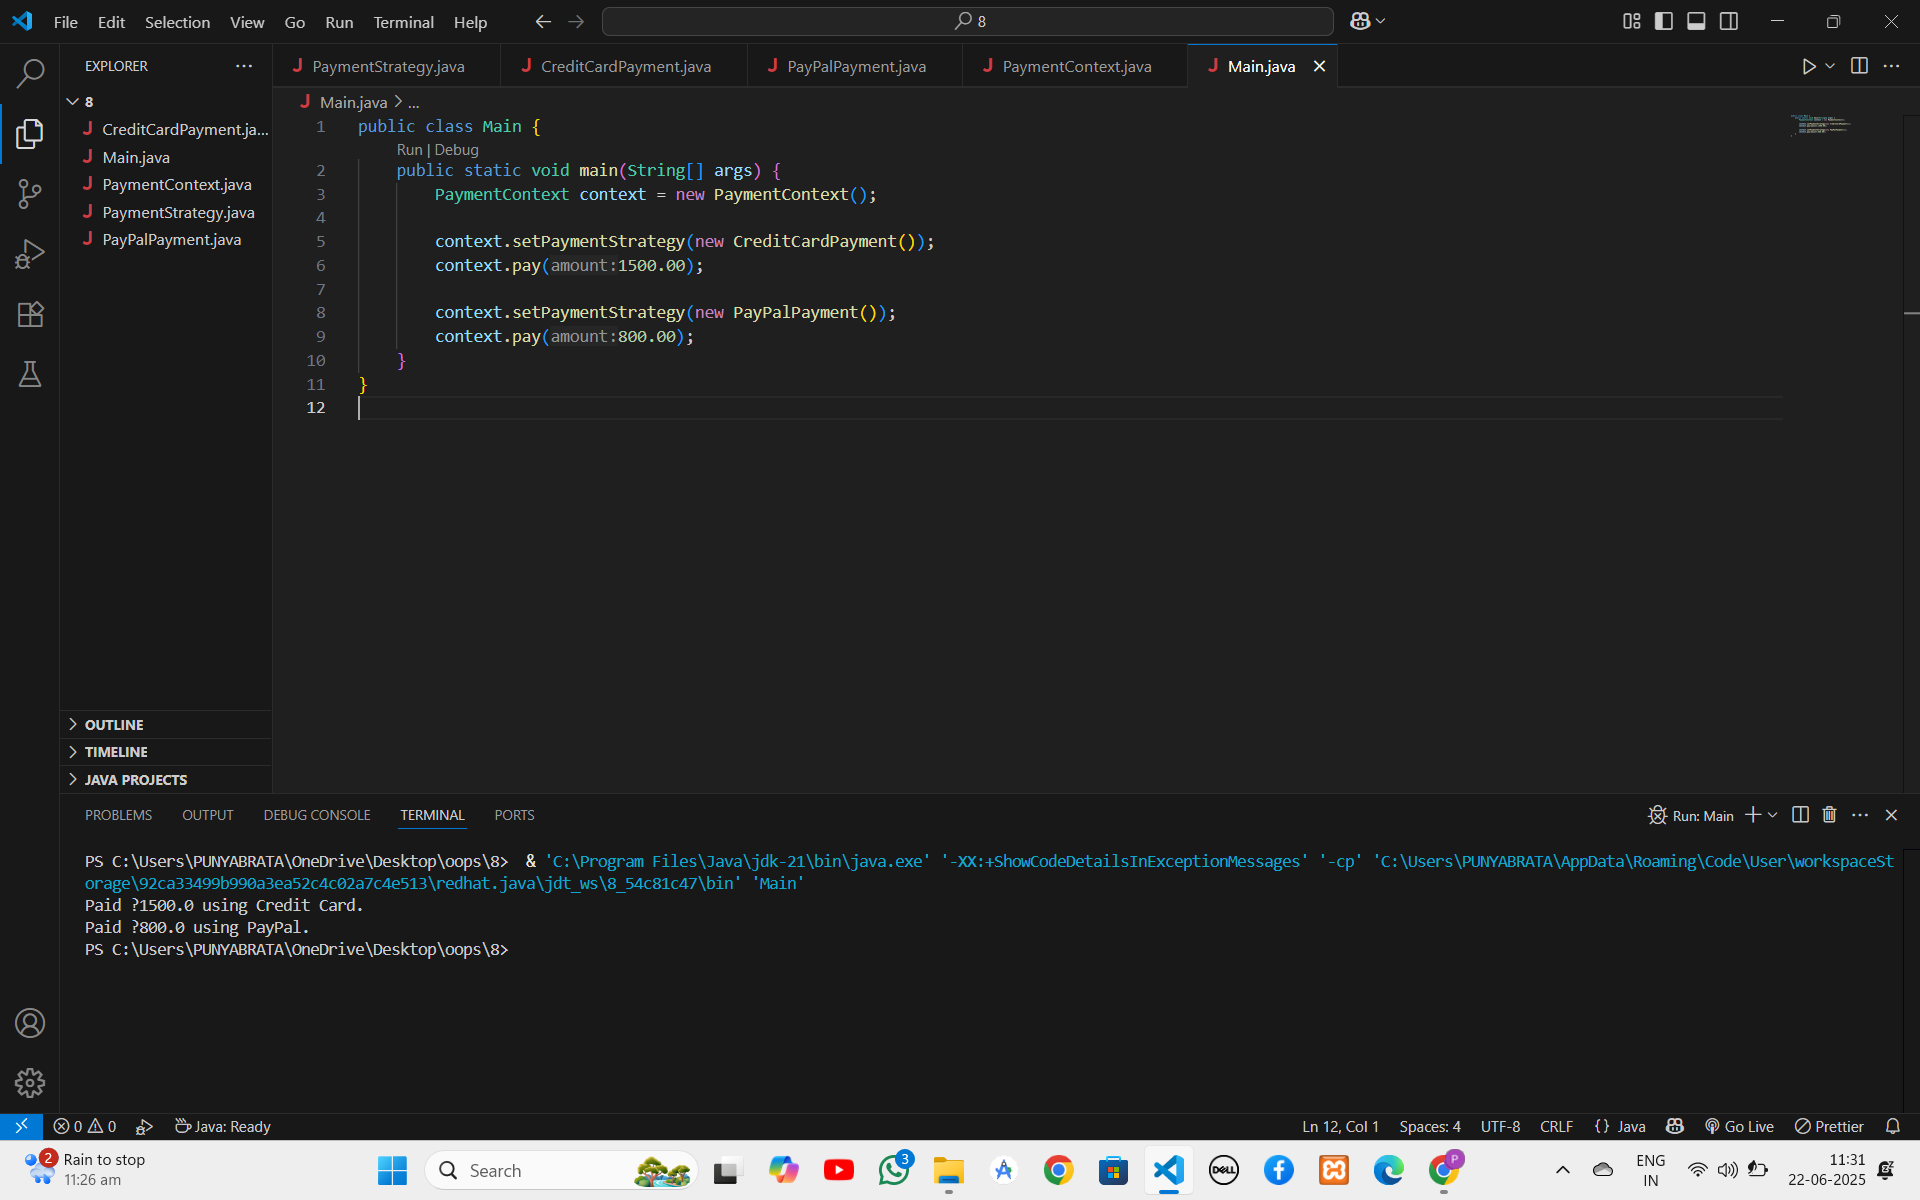 File Edit Selection View Go Run Terminal Help
8
EXPLORER
8
CreditCardPayment.ja...
Main.java
PaymentContext.java
PaymentStrategy.java
PayPalPayment.java
OUTLINE
TIMELINE
JAVA PROJECTS
PaymentStrategy.java CreditCardPayment.java PayPalPayment.java PaymentContext.java Main.java
Main.java > ...
1 public class Main {
Run | Debug
2 public static void main(String[] args) {
3 PaymentContext context = new PaymentContext();
4
5 context.setPaymentStrategy(new CreditCardPayment());
6 context.pay(amount:1500.00);
7
8 context.setPaymentStrategy(new PayPalPayment());
9 context.pay(amount:800.00);
10 }
11 }
12
PROBLEMS OUTPUT DEBUG CONSOLE TERMINAL PORTS
Run: Main
PS C:\Users\PUNYABRATA\OneDrive\Desktop\oops\8> & 'C:\Program Files\Java\jdk-21\bin\java.exe' '-XX:+ShowCodeDetailsInExceptionMessages' '-cp' 'C:\Users\PUNYABRATA\AppData\Roaming\Code\User\workspaceSt
orage\92ca33499b990a3ea52c4c02a7c4e513\redhat.java\jdt_ws\8_54c81c47\bin' 'Main'
Paid ?1500.0 using Credit Card.
Paid ?800.0 using PayPal.
PS C:\Users\PUNYABRATA\OneDrive\Desktop\oops\8>
0 0 Java: Ready
Ln 12, Col 1 Spaces: 4 UTF-8 CRLF {} Java Go Live Prettier
2
Rain to stop
11:26 am
Search
3
DELL
P
ENG
IN
11:31
22-06-2025